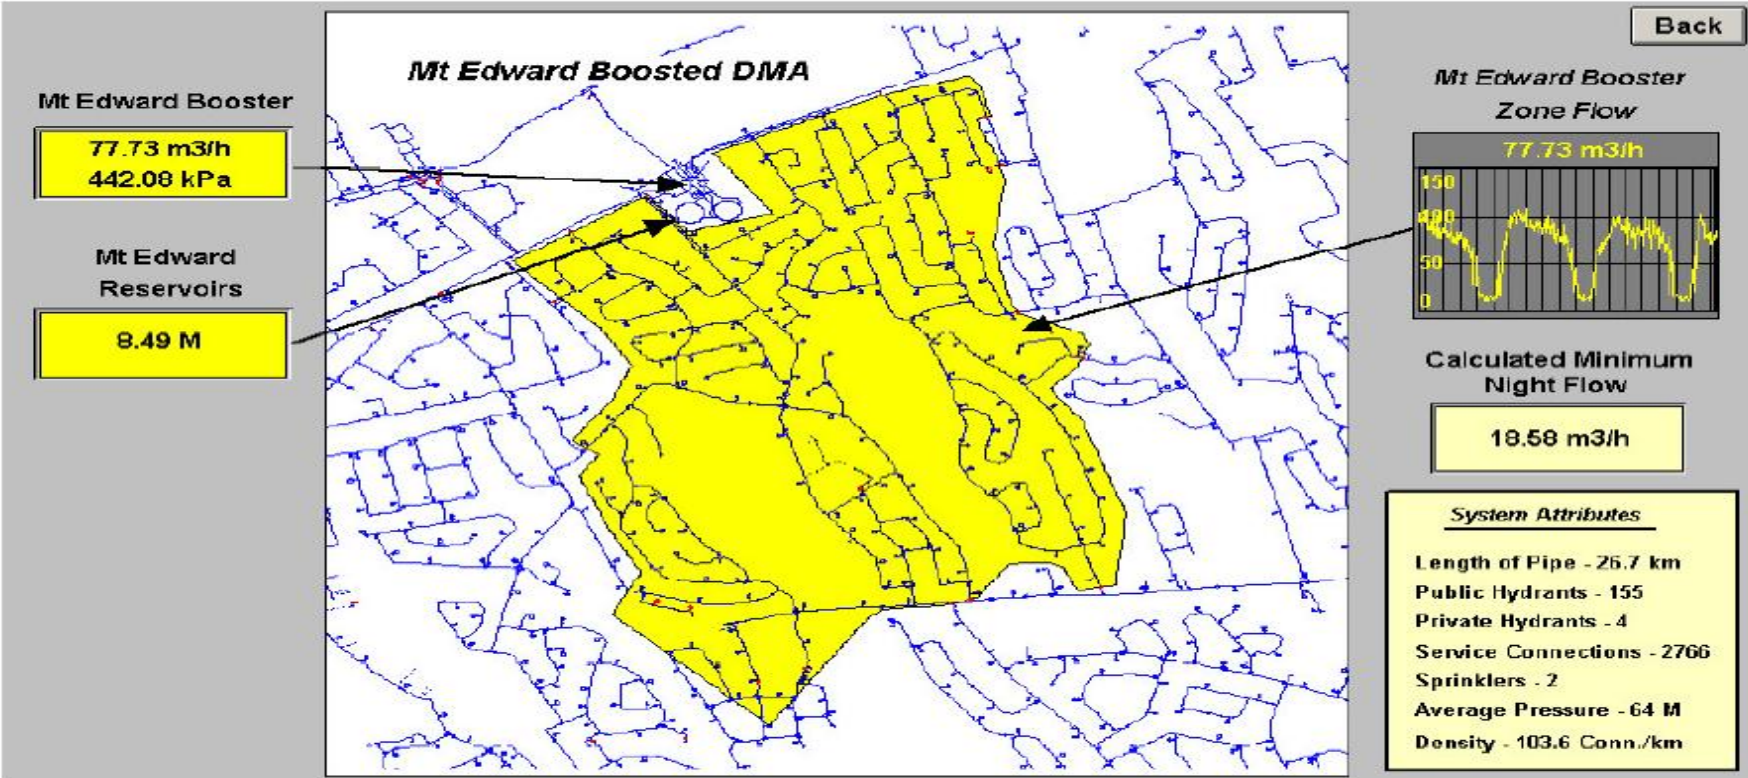 Back
Mt Edward Boosted DMA
Mt Edward Booster
77.73 m3/h
442.08 kPa
Mt Edward
Reservoirs
8.49 M
Mt Edward Booster
Zone Flow
77.73 m3/h
150
100
50
0
Calculated Minimum
Night Flow
18.58 m3/h
System Attributes
Length of Pipe - 26.7 km
Public Hydrants - 155
Private Hydrants - 4
Service Connections - 2766
Sprinklers - 2
Average Pressure - 64 M
Density - 103.6 Conn./km